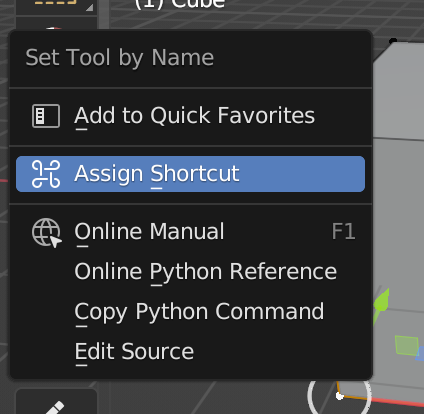 (1) Cube
Set Tool by Name
Add to Quick Favorites
Assign Shortcut
Online Manual F1
Online Python Reference
Copy Python Command
Edit Source